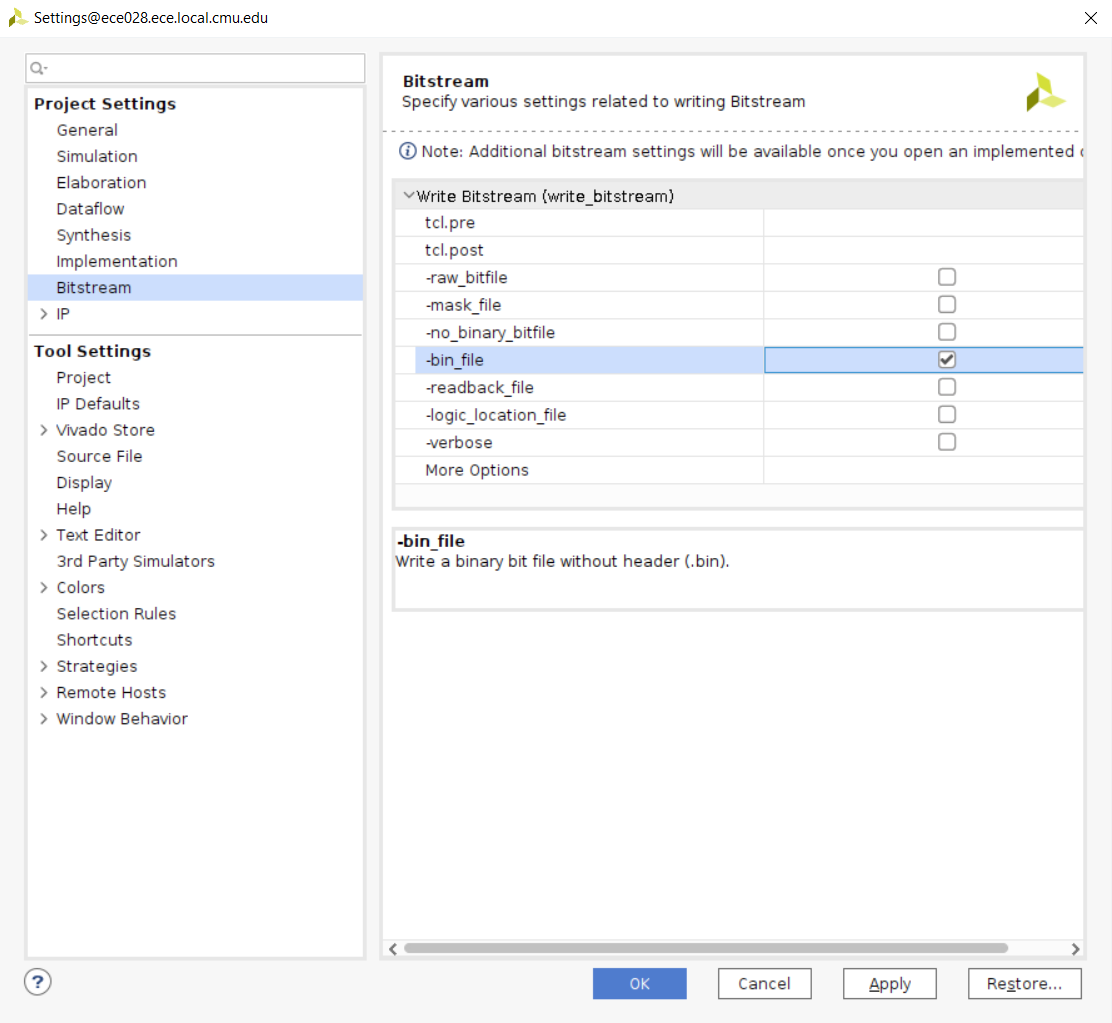 Settings@ece028.ece.local.cmu.edu
Project Settings
General
Simulation
Elaboration
Dataflow
Synthesis
Implementation
Bitstream
IP
Tool Settings
Project
IP Defaults
Vivado Store
Source File
Display
Help
Text Editor
3rd Party Simulators
Colors
Selection Rules
Shortcuts
Strategies
Remote Hosts
Window Behavior
Bitstream
Specify various settings related to writing Bitstream
Note: Additional bitstream settings will be available once you open an implemented
Write Bitstream (write_bitstream)
tcl.pre
tcl.post
-raw_bitfile
-mask_file
-no_binary_bitfile
-bin_file
-readback_file
-logic_location_file
-verbose
More Options
-bin_file
Write a binary bit file without header (.bin).
?
OK
Cancel
Apply
Restore...